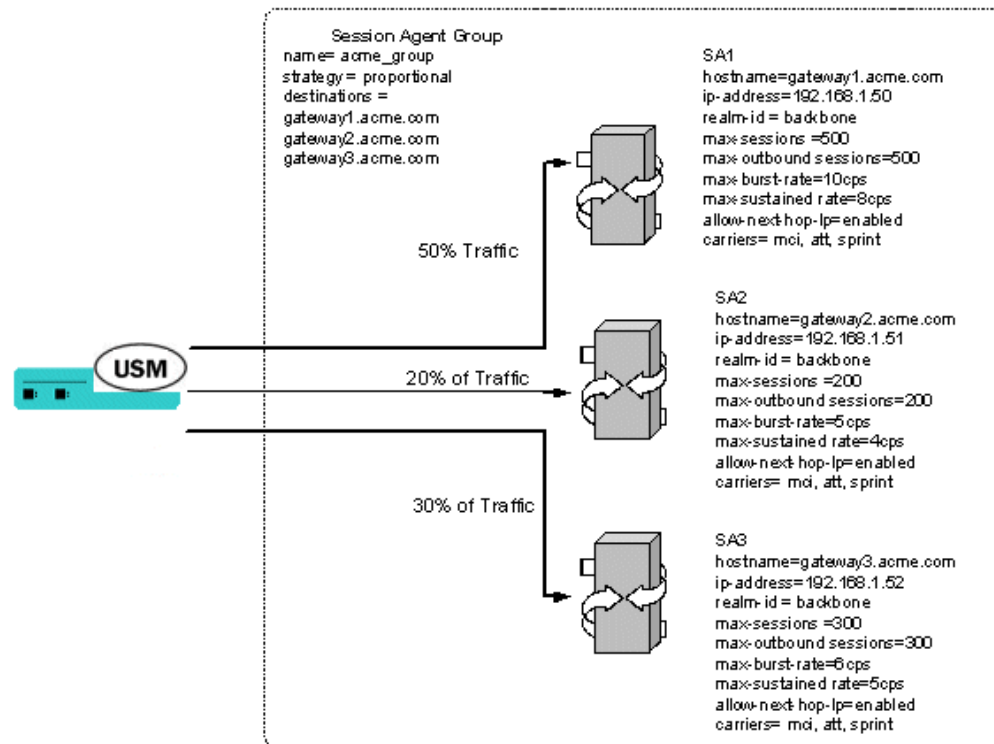 Session Agent Group
name= acme_group
strategy= proportional
destinations =
gateway1.acme.com
gateway2.acme.com
gateway3.acme.com
SA1
hostname=gateway1.acme.com
ip-address=192.168.1.50
realm-id = backbone
max-sessions =500
max-outbound sessions=500
max-burst-rate=10cps
max-sustained rate=8cps
allow-next-hop-lp=enabled
carriers= mci, att, sprint
50% Traffic
SA2
hostname=gateway2.acme.com
ip-address=192.168.1.51
realm-id = backbone
max-sessions =200
max-outbound sessions=200
max-burst-rate=5cps
max-sustained rate=4cps
allow-next-hop-lp=enabled
carriers= mci, att, sprint
USM
20% of Traffic
30% of Traffic
SA3
hostname=gateway3.acme.com
ip-address=192.168.1.52
realm-id = backbone
max-sessions =300
max-outbound sessions=300
max-burst-rate=6cps
max-sustained rate=5cps
allow-next-hop-lp=enabled
carriers= mci, att, sprint